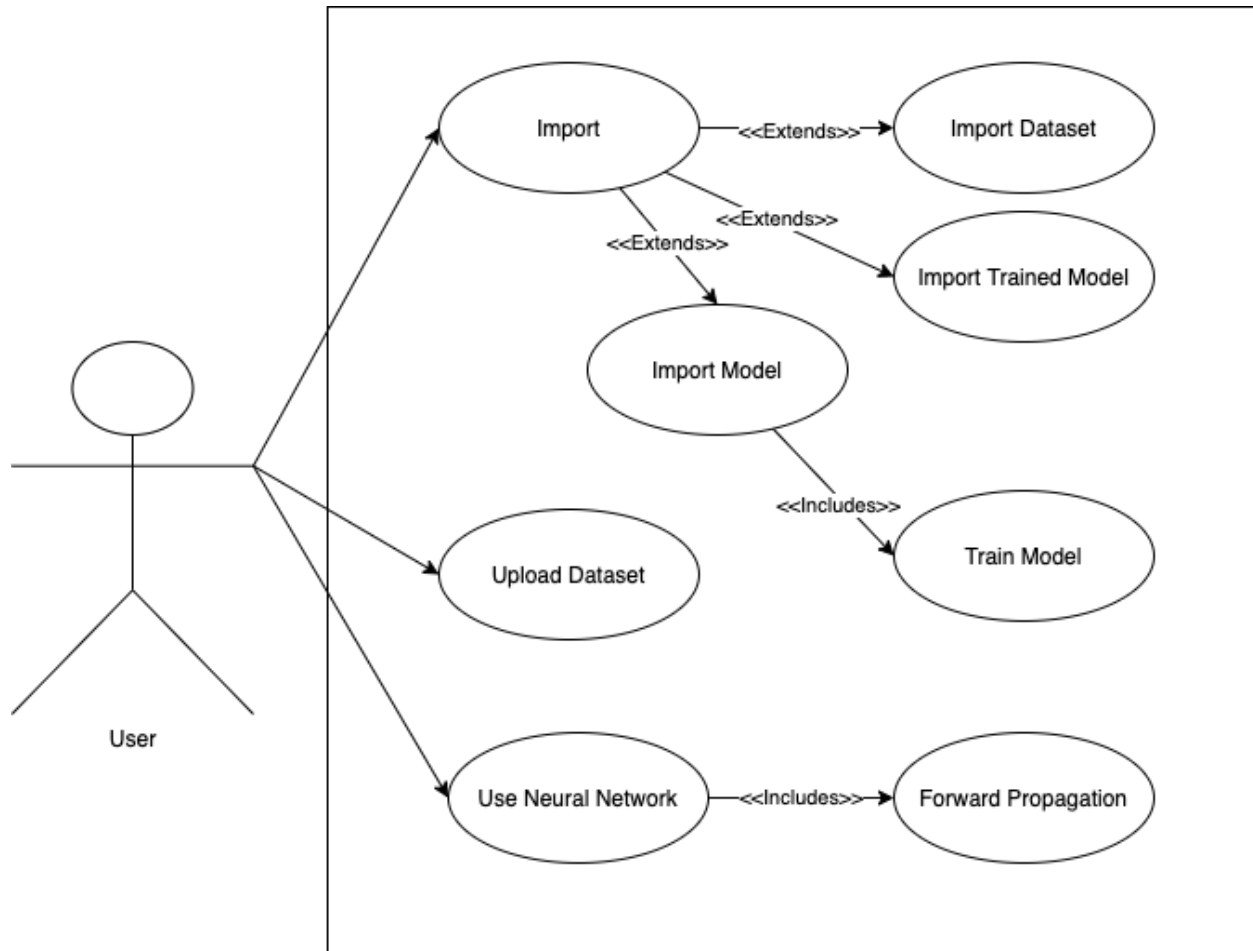 Import
<<Extends>>
Import Dataset
<<Extends>>
<<Extends>>
Import Trained Model
Import Model
<<Includes>>
Train Model
Upload Dataset
User
Use Neural Network
<<Includes>>
Forward Propagation